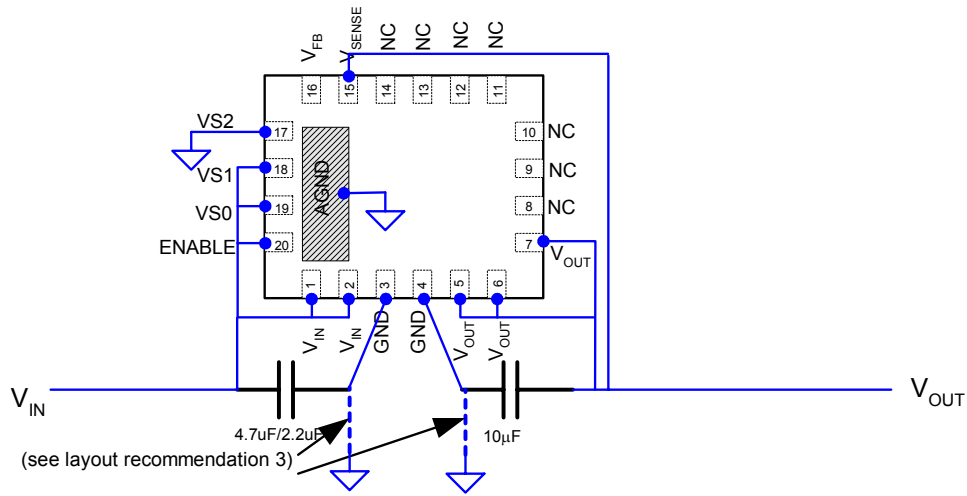 VFB
VSENSE
NC
NC
NC
NC
16
15
14
13
12
11
VS2
17
10
NC
VS1
18
9
NC
VS0
19
8
NC
ENABLE
20
7
VOUT
AGND
1
2
3
4
5
6
VIN
VIN
GND
GND
VOUT
VOUT
VIN
VOUT
4.7uF/2.2uF
10µF
(see layout recommendation 3)